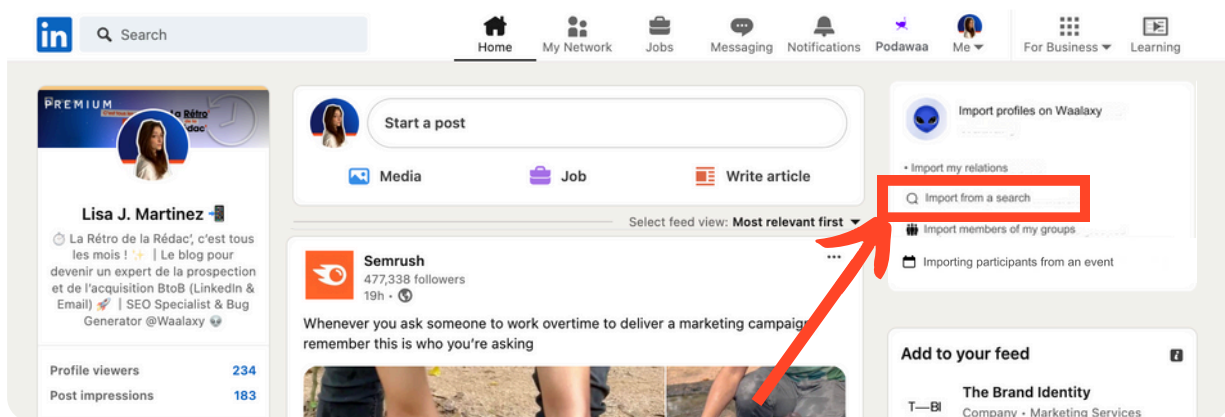 in
Search
Home
My Network
Jobs
Messaging
Notifications
Podawaa
Me
For Business
Learning
PREMIUM
La Rétro
Lisa J. Martinez
La Rétro de la Rédac', c'est tous
les mois ! | Le blog pour
devenir un expert de la prospection
et de l'acquisition BtoB (LinkedIn &
Email) | SEO Specialist & Bug
Generator @Waalaxy
Profile viewers 234
Post impressions 183
Start a post
Media
Job
Write article
Select feed view: Most relevant first
Semrush
477,338 followers
19h •
Whenever you ask someone to work overtime to deliver a marketing campaign
remember this is who you're asking
Import profiles on Waalaxy
• Import my relations
Import from a search
Import members of my groups
Importing participants from an event
Add to your feed
The Brand Identity
T—BI
Company • Marketing Services